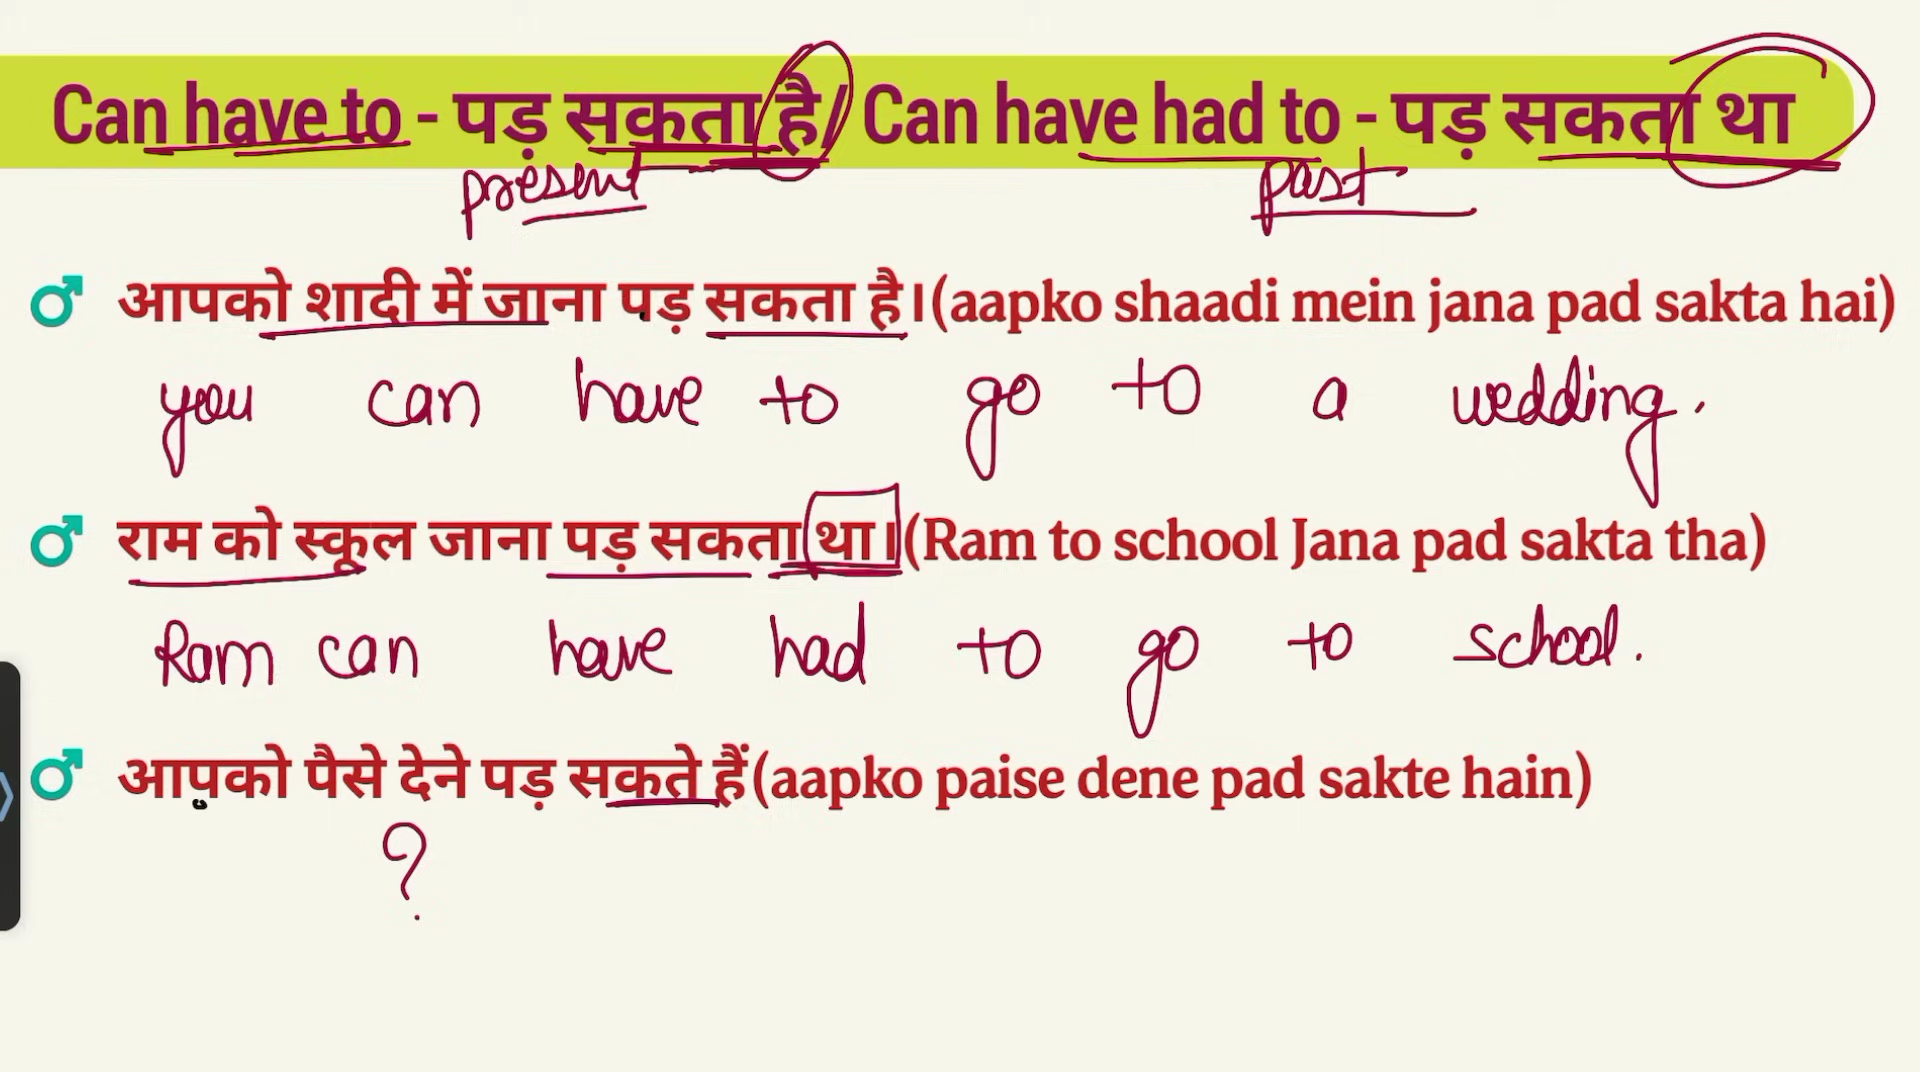 Can have to - पड़ सकता है/ Can have had to - पड़ सकता था
present past
आपको शादी में जाना पड़ सकता है।(aapko shaadi mein jana pad sakta hai)
you can have to go to a wedding.
राम को स्कूल जाना पड़ सकता था।(Ram to school Jana pad sakta tha)
Ram can have had to go to school.
आपको पैसे देने पड़ सकते हैं(aapko paise dene pad sakte hain)
?